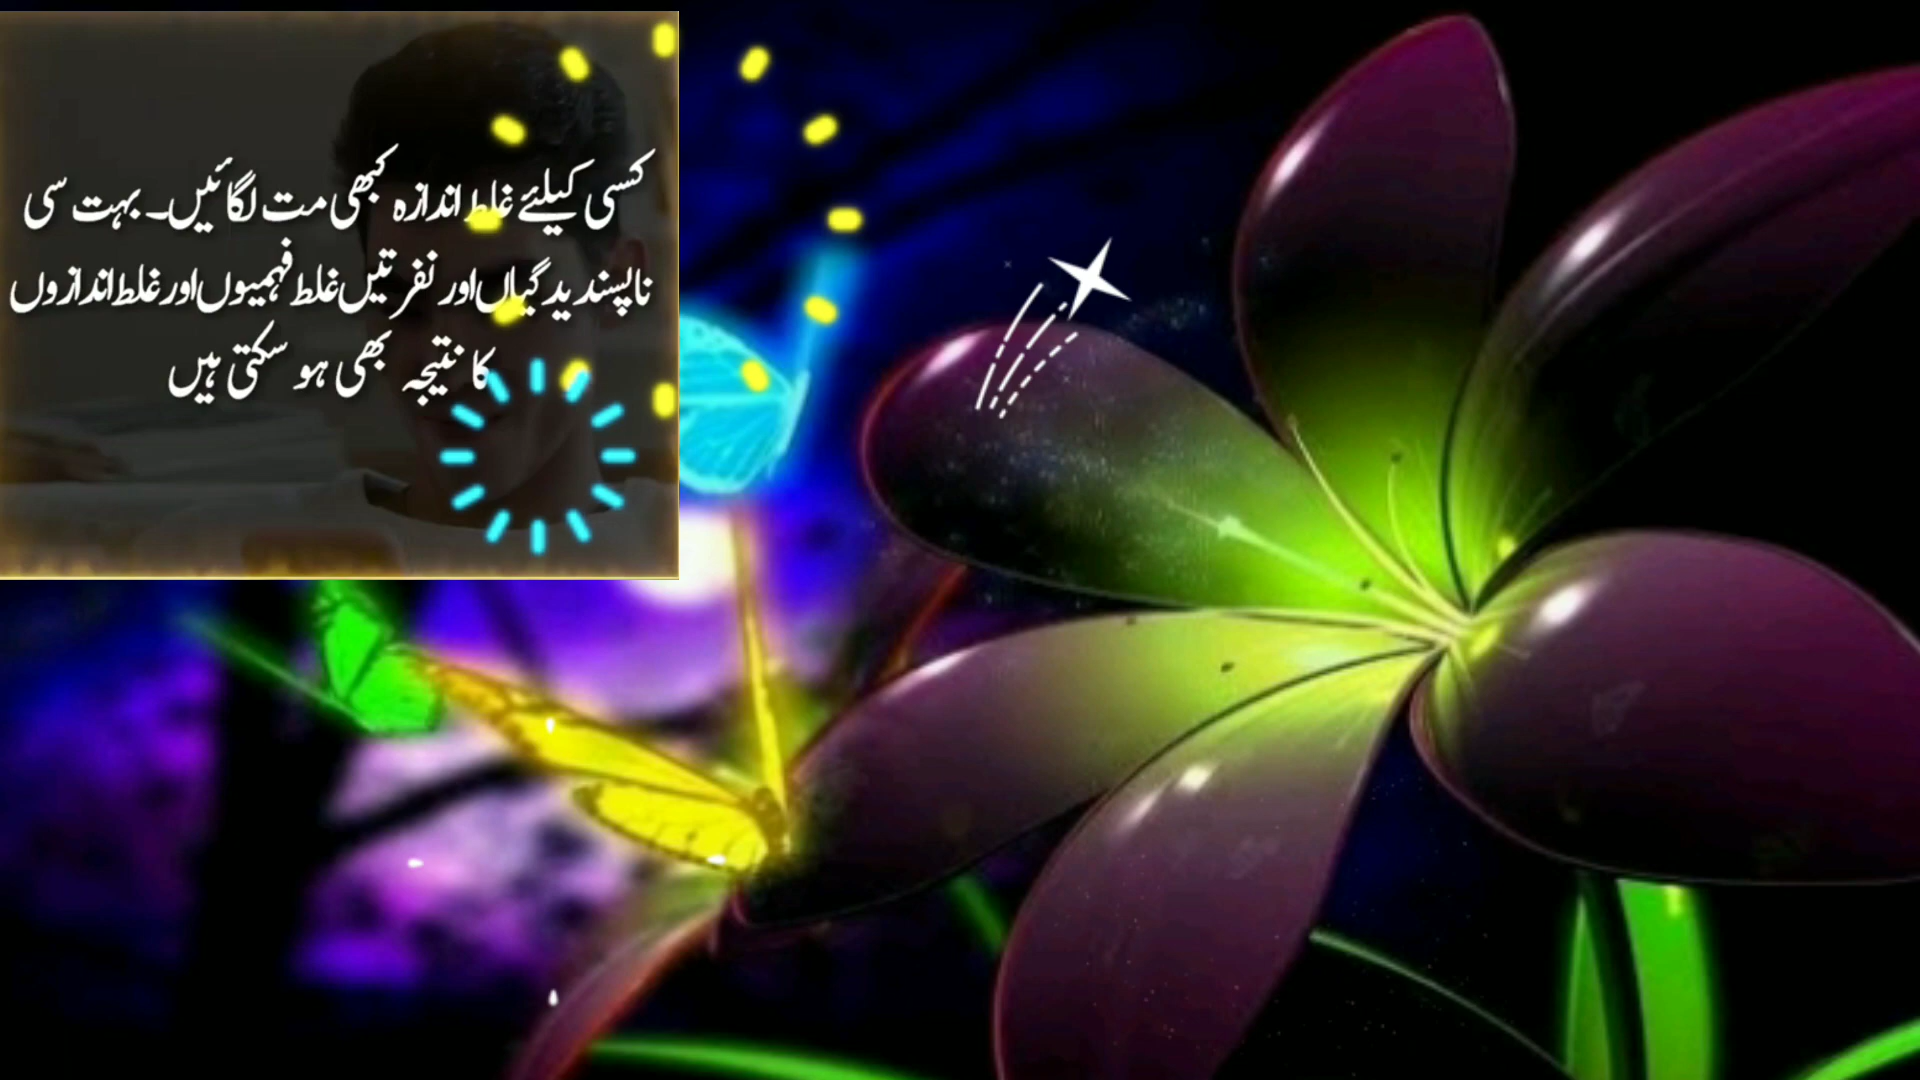 کسی کیلئے غلط اندازہ کبھی مت لگائیں۔ بہت سی
ناپسندیدگیاں اور نفرتیں غلط فہمیوں اور غلط اندازوں
کا نتیجہ بھی ہو سکتی ہیں